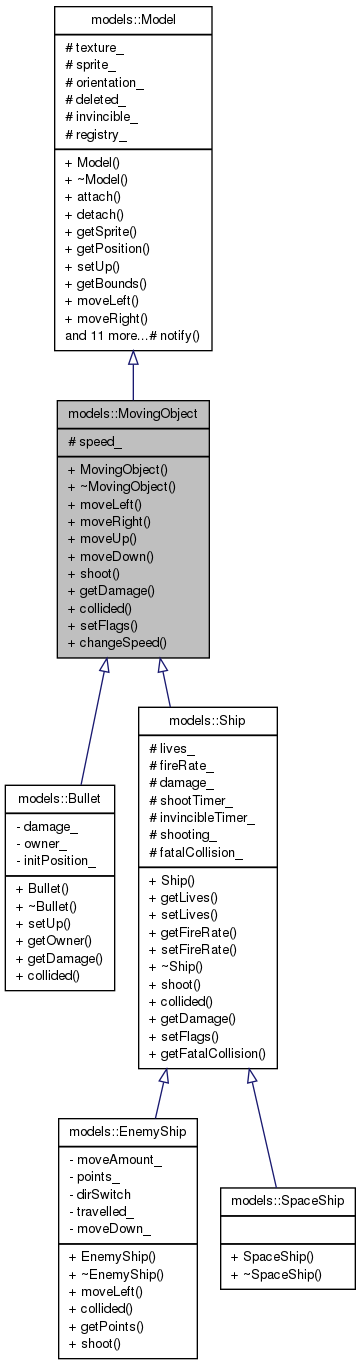 models::Model
# texture_
# sprite_
# orientation_
# deleted_
# invincible_
# registry_
+ Model()
+ ~Model()
+ attach()
+ detach()
+ getSprite()
+ getPosition()
+ setUp()
+ getBounds()
+ moveLeft()
+ moveRight()
and 11 more...# notify()
models::MovingObject
# speed_
+ MovingObject()
+ ~MovingObject()
+ moveLeft()
+ moveRight()
+ moveUp()
+ moveDown()
+ shoot()
+ getDamage()
+ collided()
+ setFlags()
+ changeSpeed()
models::Bullet
- damage_
- owner_
- initPosition_
+ Bullet()
+ ~Bullet()
+ setUp()
+ getOwner()
+ getDamage()
+ collided()
models::Ship
# lives_
# fireRate_
# damage_
# shootTimer_
# invincibleTimer_
# shooting_
# fatalCollision_
+ Ship()
+ getLives()
+ setLives()
+ getFireRate()
+ setFireRate()
+ ~Ship()
+ shoot()
+ collided()
+ getDamage()
+ setFlags()
+ getFatalCollision()
models::EnemyShip
- moveAmount_
- points_
- dirSwitch
- travelled_
- moveDown_
+ EnemyShip()
+ ~EnemyShip()
+ moveLeft()
+ collided()
+ getPoints()
+ shoot()
models::SpaceShip
+ SpaceShip()
+ ~SpaceShip()